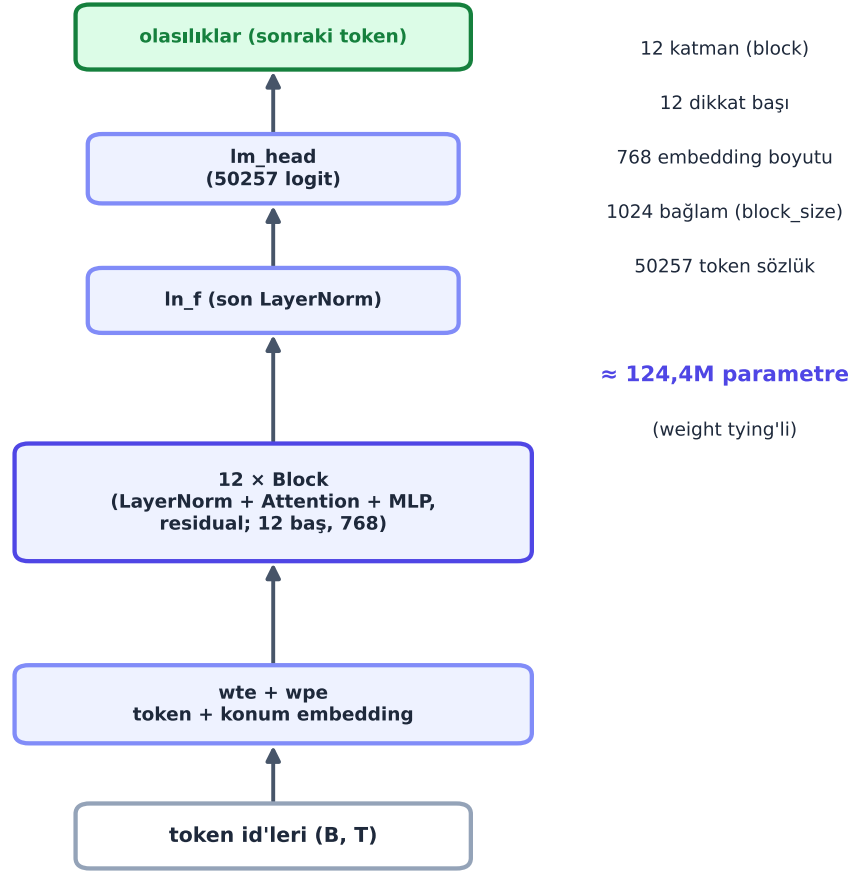 olasılıklar (sonraki token)
lm_head
(50257 logit)
ln_f (son LayerNorm)
12 × Block
(LayerNorm + Attention + MLP,
residual; 12 baş, 768)
wte + wpe
token + konum embedding
token id'leri (B, T)
12 katman (block)
12 dikkat başı
768 embedding boyutu
1024 bağlam (block_size)
50257 token sözlük
≈ 124,4M parametre
(weight tying'li)